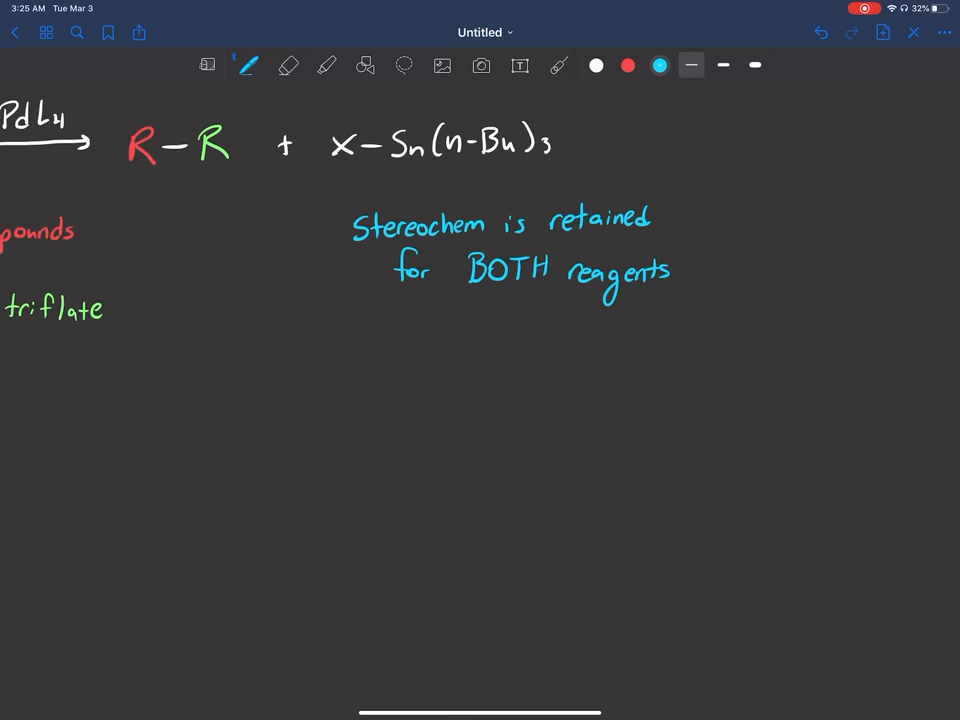 3:25 AM Tue Mar 3
32%
Untitled
PdL4
R–R + X–Sn(n-Bu)3
Stereochem is retained
pounds
for BOTH reagents
triflate